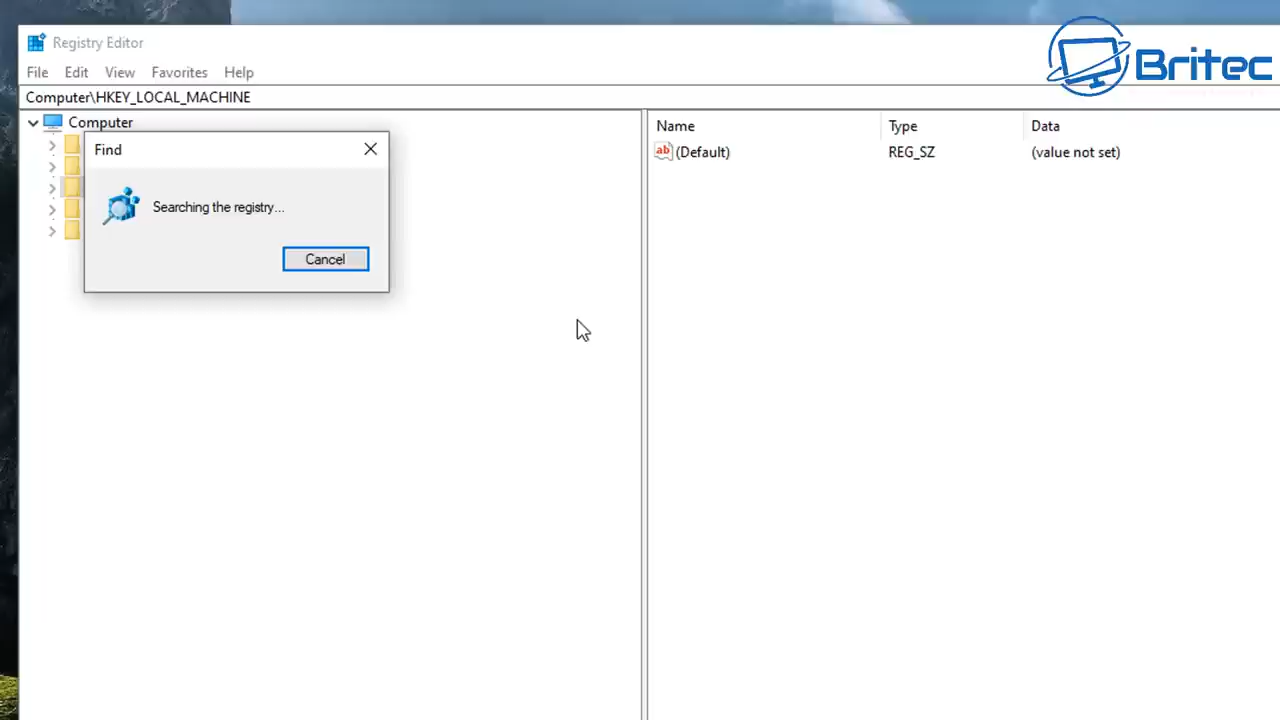 Registry Editor
Britec
File Edit View Favorites Help
Computer\HKEY_LOCAL_MACHINE
Computer
Name Type Data
ab (Default) REG_SZ (value not set)
Find
Searching the registry...
Cancel